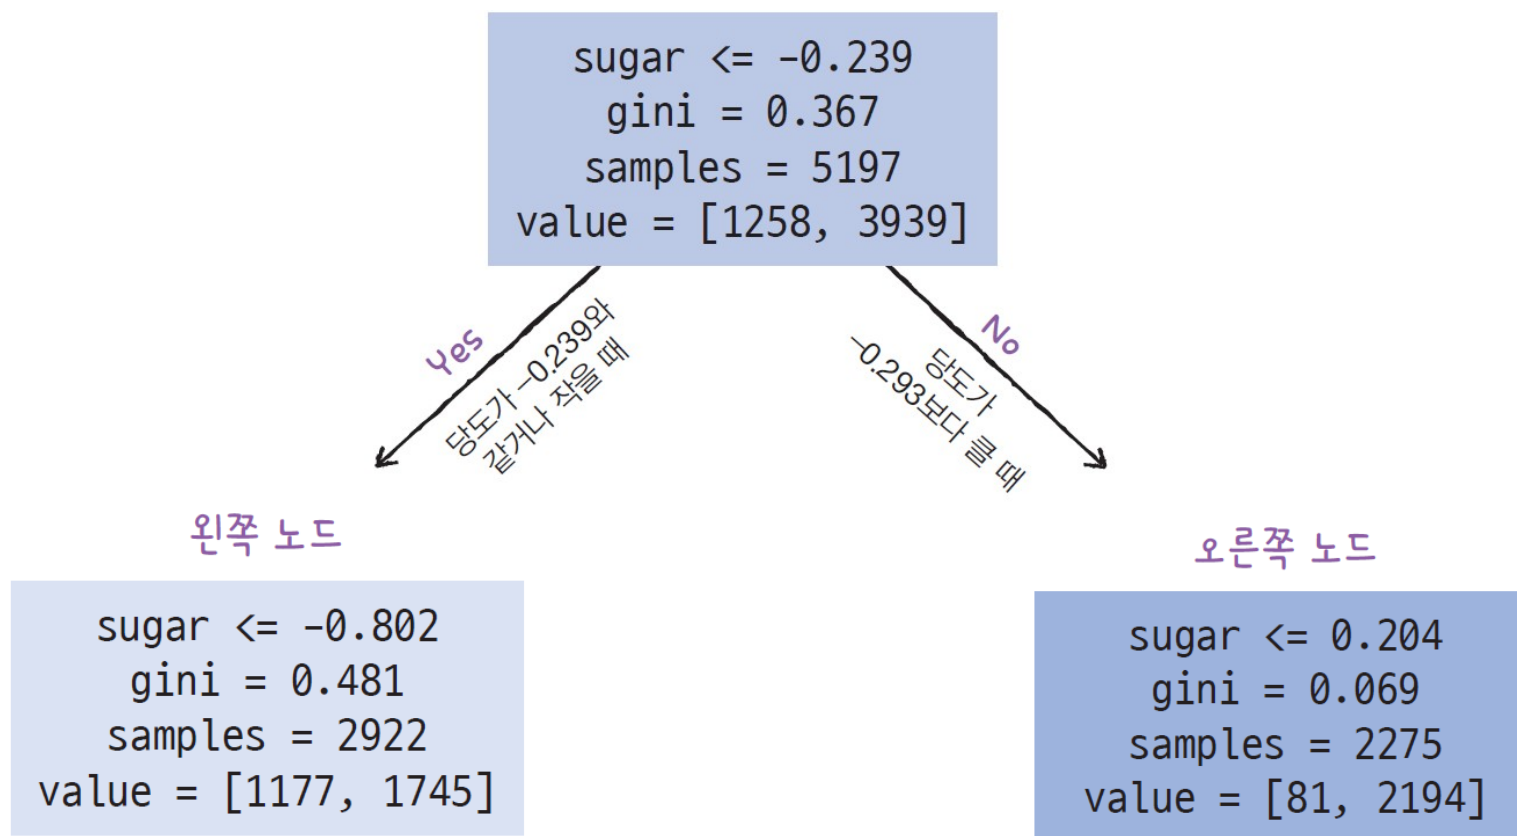 sugar <= -0.239
gini = 0.367
samples = 5197
value = [1258, 3939]
Yes
당도가 -0.239와
같거나 작을 때
No
당도가
-0.293보다 클 때
왼쪽 노드
오른쪽 노드
sugar <= -0.802
gini = 0.481
samples = 2922
value = [1177, 1745]
sugar <= 0.204
gini = 0.069
samples = 2275
value = [81, 2194]